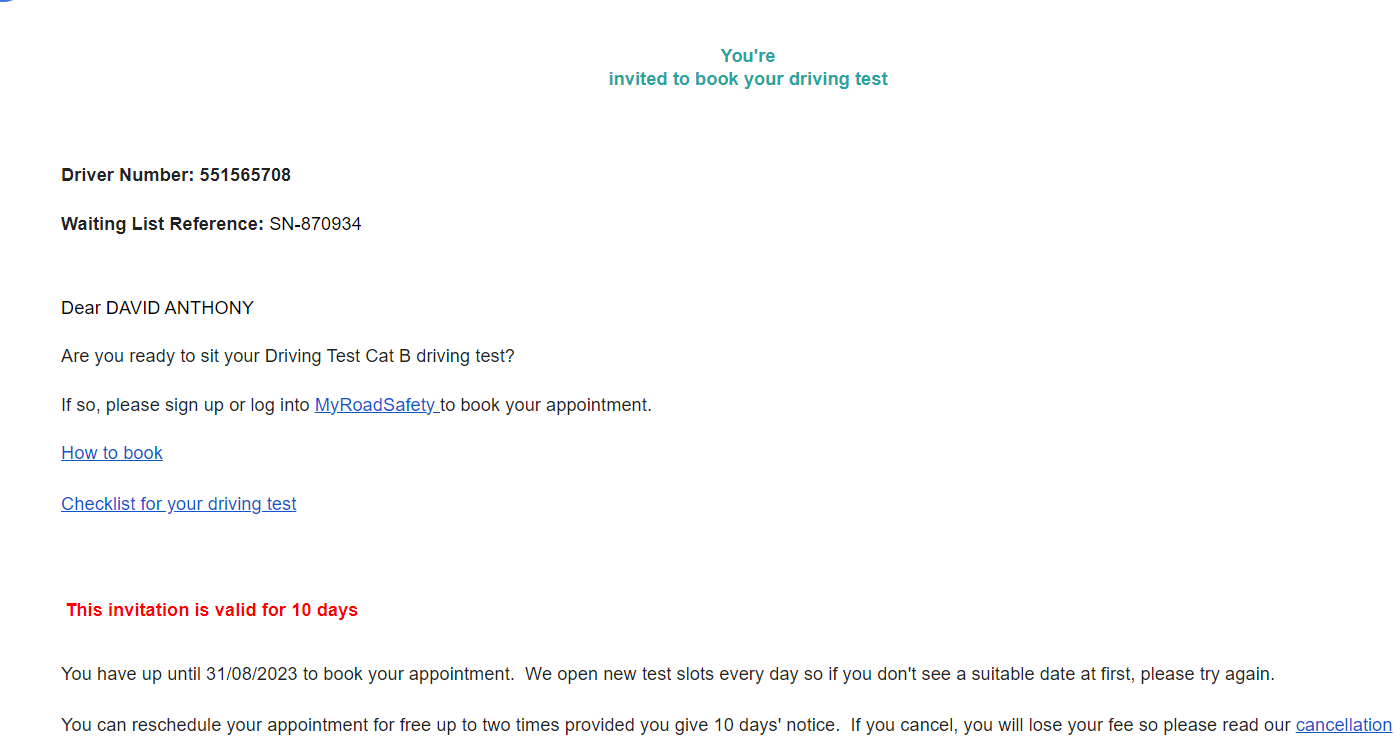 You're
invited to book your driving test
Driver Number: 551565708
Waiting List Reference: SN-870934
Dear DAVID ANTHONY
Are you ready to sit your Driving Test Cat B driving test?
If so, please sign up or log into MyRoadSafety to book your appointment.
How to book
Checklist for your driving test
This invitation is valid for 10 days
You have up until 31/08/2023 to book your appointment.  We open new test slots every day so if you don't see a suitable date at first, please try again.
You can reschedule your appointment for free up to two times provided you give 10 days' notice.  If you cancel, you will lose your fee so please read our cancellation